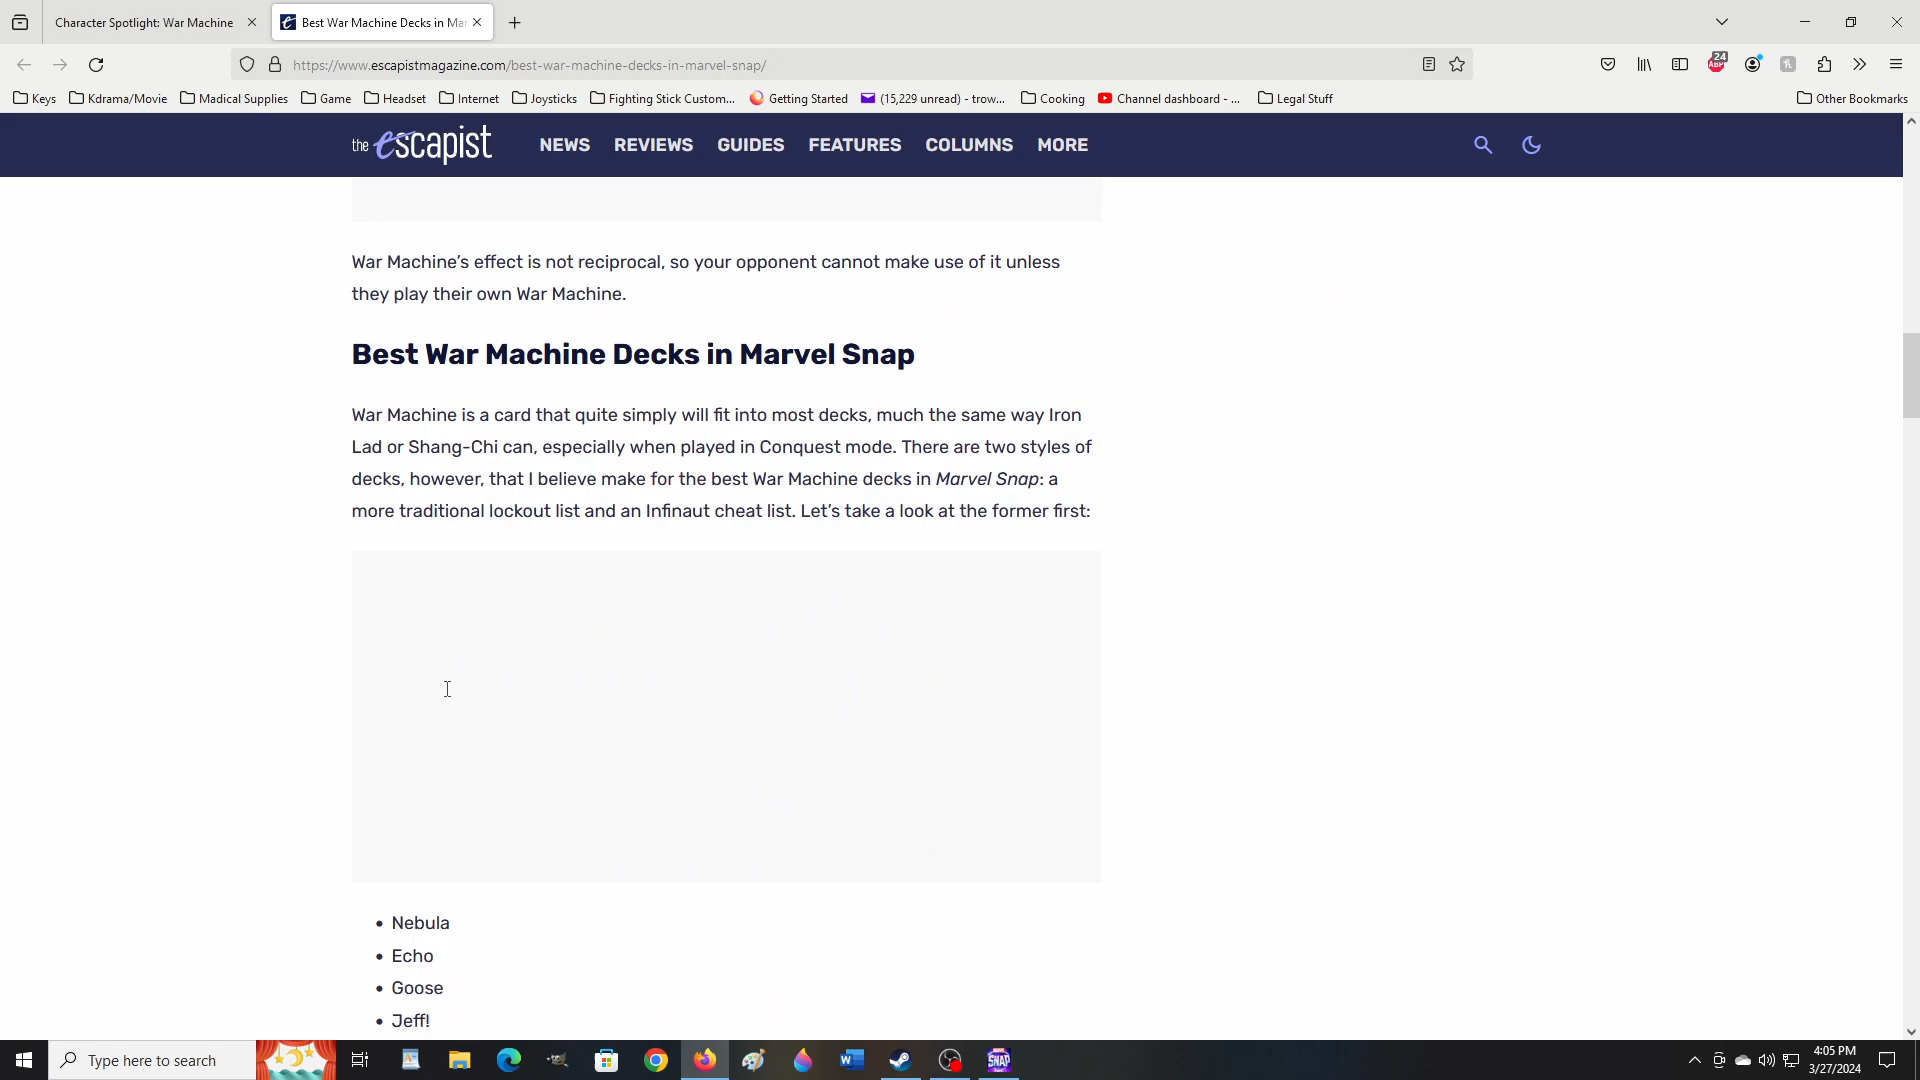 Character Spotlight: War Machine
Best War Machine Decks in Mar
https://www.escapistmagazine.com/best-war-machine-decks-in-marvel-snap/
24
Keys
Kdrama/Movie
Madical Supplies
Game
Headset
Internet
Joysticks
Fighting Stick Custom...
Getting Started
(15,229 unread) - trow...
Cooking
Channel dashboard - ...
Legal Stuff
Other Bookmarks
the escapist
NEWS
REVIEWS
GUIDES
FEATURES
COLUMNS
MORE
War Machine’s effect is not reciprocal, so your opponent cannot make use of it unless
they play their own War Machine.
Best War Machine Decks in Marvel Snap
War Machine is a card that quite simply will fit into most decks, much the same way Iron
Lad or Shang-Chi can, especially when played in Conquest mode. There are two styles of
decks, however, that I believe make for the best War Machine decks in Marvel Snap: a
more traditional lockout list and an Infinaut cheat list. Let’s take a look at the former first:
• Nebula
• Echo
• Goose
• Jeff!
Type here to search
SNAP
4:05 PM
3/27/2024